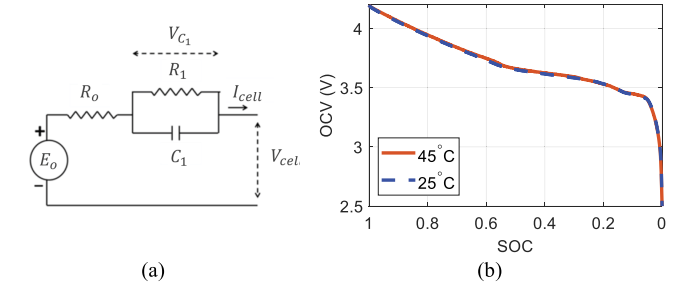 V_{C_1}
R_1
R_o
I_{cell}
+
E_o
C_1
V_{cel.}
−
OCV (V)
4
3.5
3
2.5
45°C
25°C
1
0.8
0.6
0.4
0.2
0
SOC
(a)
(b)